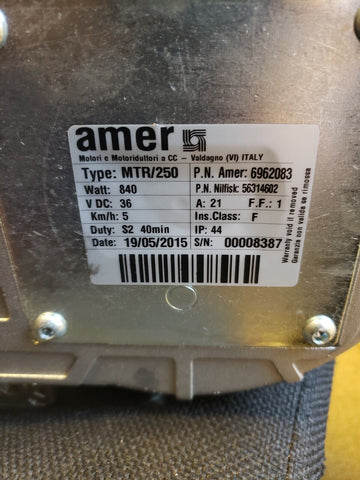 amer
Motori e Motoriduttori a CC - Valdagno (VI) ITALY
Type: MTR/250 P.N. Amer: 6962083
Watt: 840 P.N. Nilfisk: 56314602
V DC: 36 A: 21 F.F.: 1
Km/h: 5 Ins.Class: F
Duty: S2 40min IP: 44
Date: 19/05/2015 S/N: 00008387
Warranty void if removed
Garanzia non valida se rimossa